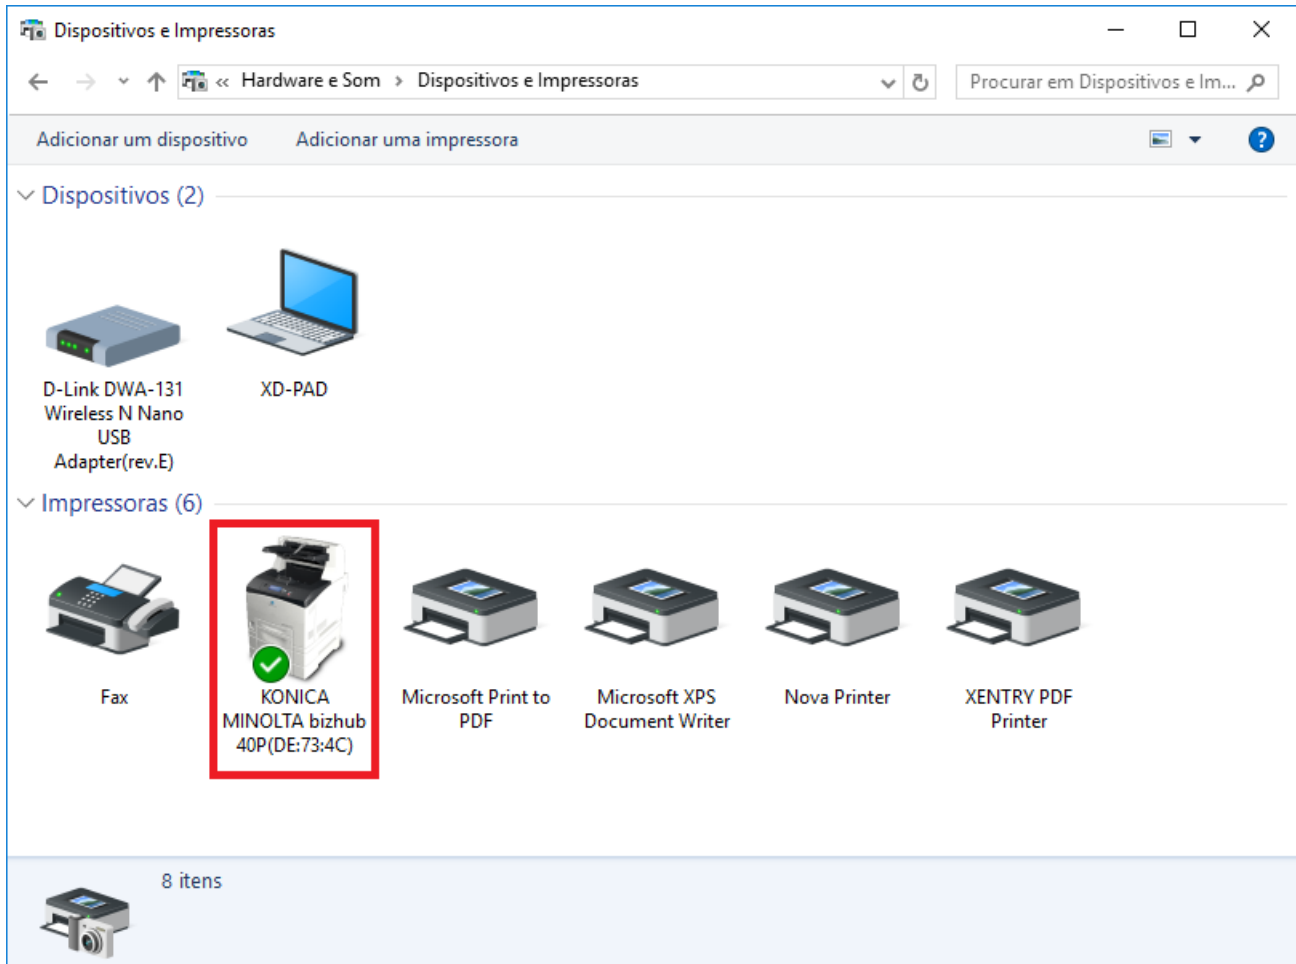 Dispositivos e Impressoras
« Hardware e Som > Dispositivos e Impressoras
Procurar em Dispositivos e Im...
Adicionar um dispositivo Adicionar uma impressora
?
Dispositivos (2)
D-Link DWA-131
Wireless N Nano
USB
Adapter(rev.E)
XD-PAD
Impressoras (6)
Fax
KONICA
MINOLTA bizhub
40P(DE:73:4C)
Microsoft Print to
PDF
Microsoft XPS
Document Writer
Nova Printer
XENTRY PDF
Printer
8 itens